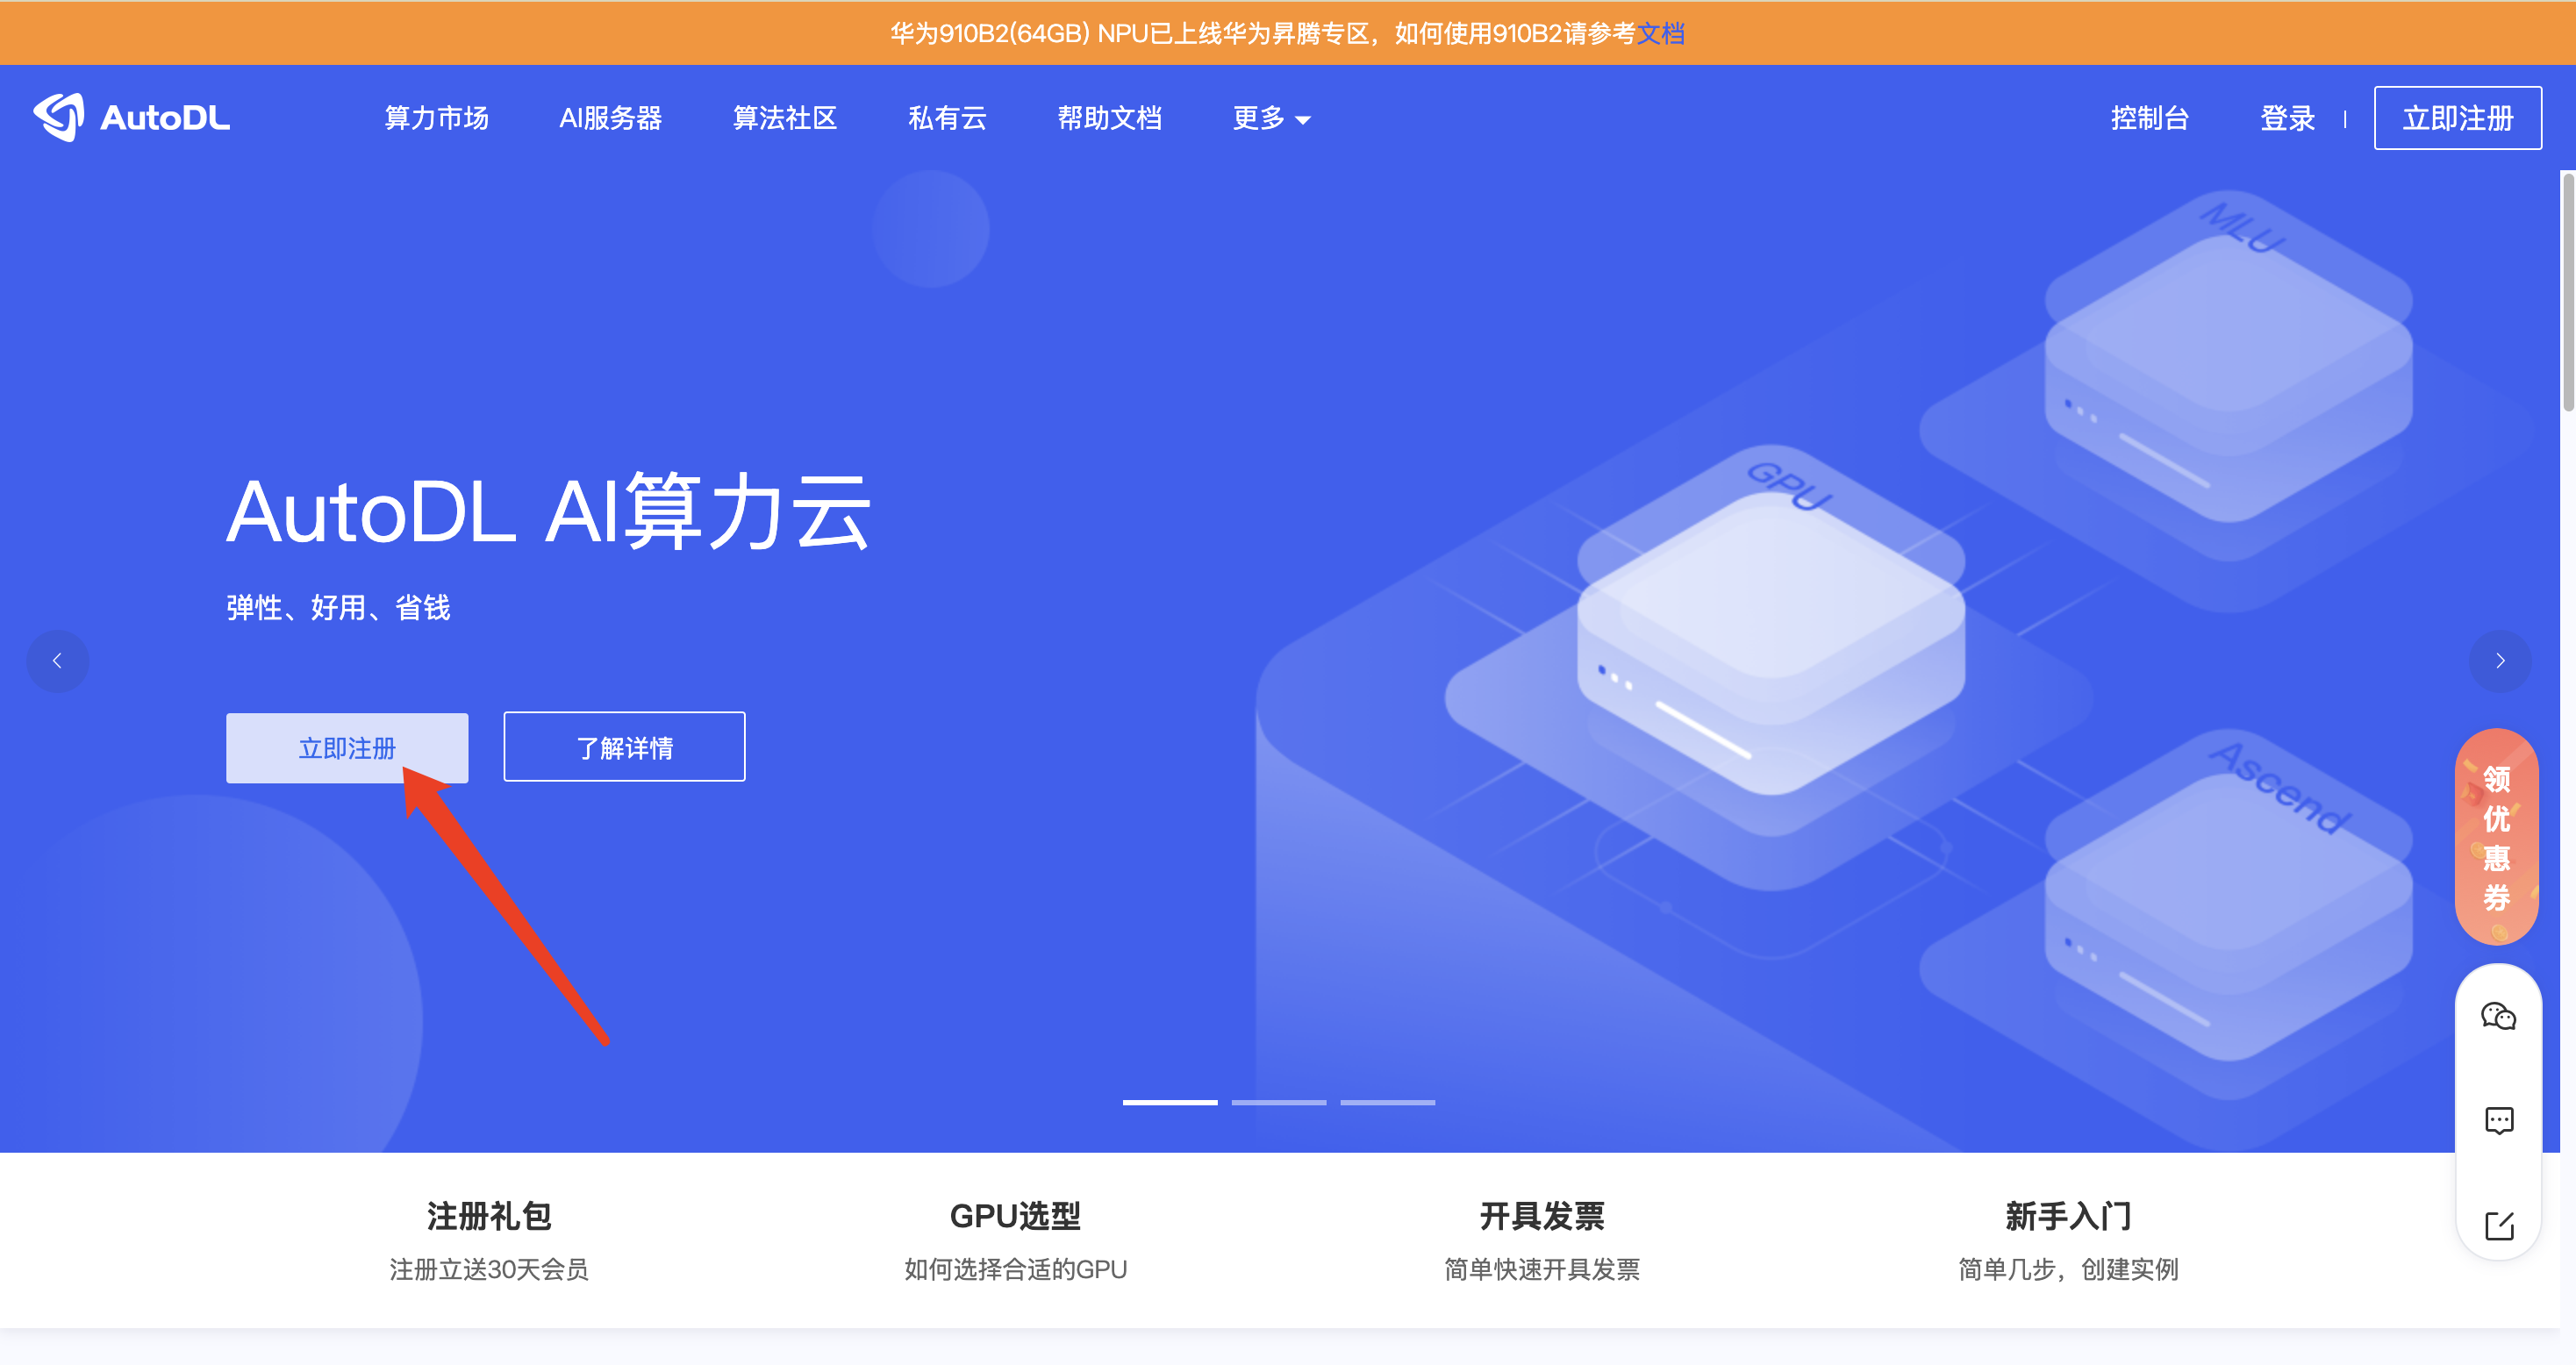 华为910B2(64GB) NPU已上线华为昇腾专区，如何使用910B2请参考文档
AutoDL
算力市场
AI服务器
算法社区
私有云
帮助文档
更多
控制台
登录
立即注册
MLU
GPU
AutoDL AI算力云
弹性、好用、省钱
立即注册
了解详情
Ascend
领
优
惠
券
注册礼包
注册立送30天会员
GPU选型
如何选择合适的GPU
开具发票
简单快速开具发票
新手入门
简单几步，创建实例